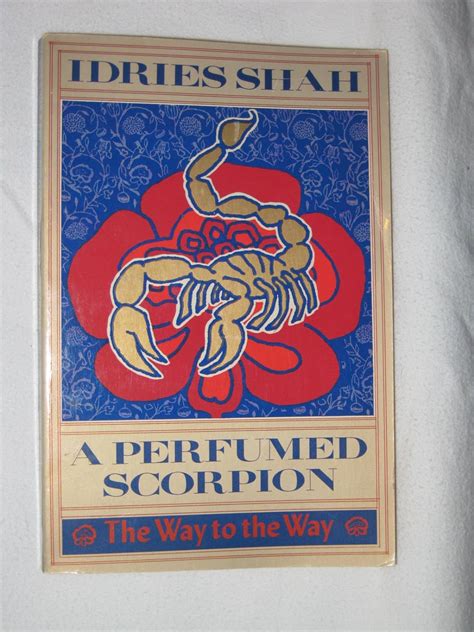 IDRIES SHAH
A PERFUMED
SCORPION
The Way to the Way